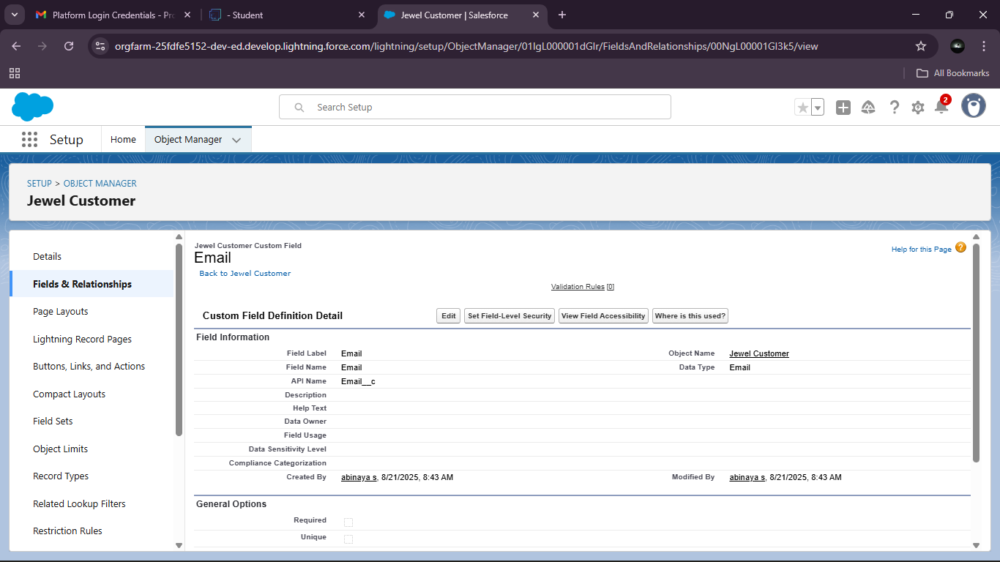 Platform Login Credentials - Pro
- Student
Jewel Customer | Salesforce
orgfarm-25fdfe5152-dev-ed.develop.lightning.force.com/lightning/setup/ObjectManager/01IgL000001dGIr/FieldsAndRelationships/00NgL00001GI3k5/view
All Bookmarks
Search Setup
2
Setup
Home
Object Manager
SETUP > OBJECT MANAGER
Jewel Customer
Details
Fields & Relationships
Page Layouts
Lightning Record Pages
Buttons, Links, and Actions
Compact Layouts
Field Sets
Object Limits
Record Types
Related Lookup Filters
Restriction Rules
Jewel Customer Custom Field
Email
Back to Jewel Customer
Help for this Page
Validation Rules [0]
Custom Field Definition Detail
Edit
Set Field-Level Security
View Field Accessibility
Where is this used?
Field Information
Field Label Email Object Name Jewel Customer
Field Name Email Data Type Email
API Name Email__c
Description
Help Text
Data Owner
Field Usage
Data Sensitivity Level
Compliance Categorization
Created By abinaya s, 8/21/2025, 8:43 AM Modified By abinaya s, 8/21/2025, 8:43 AM
General Options
Required
Unique